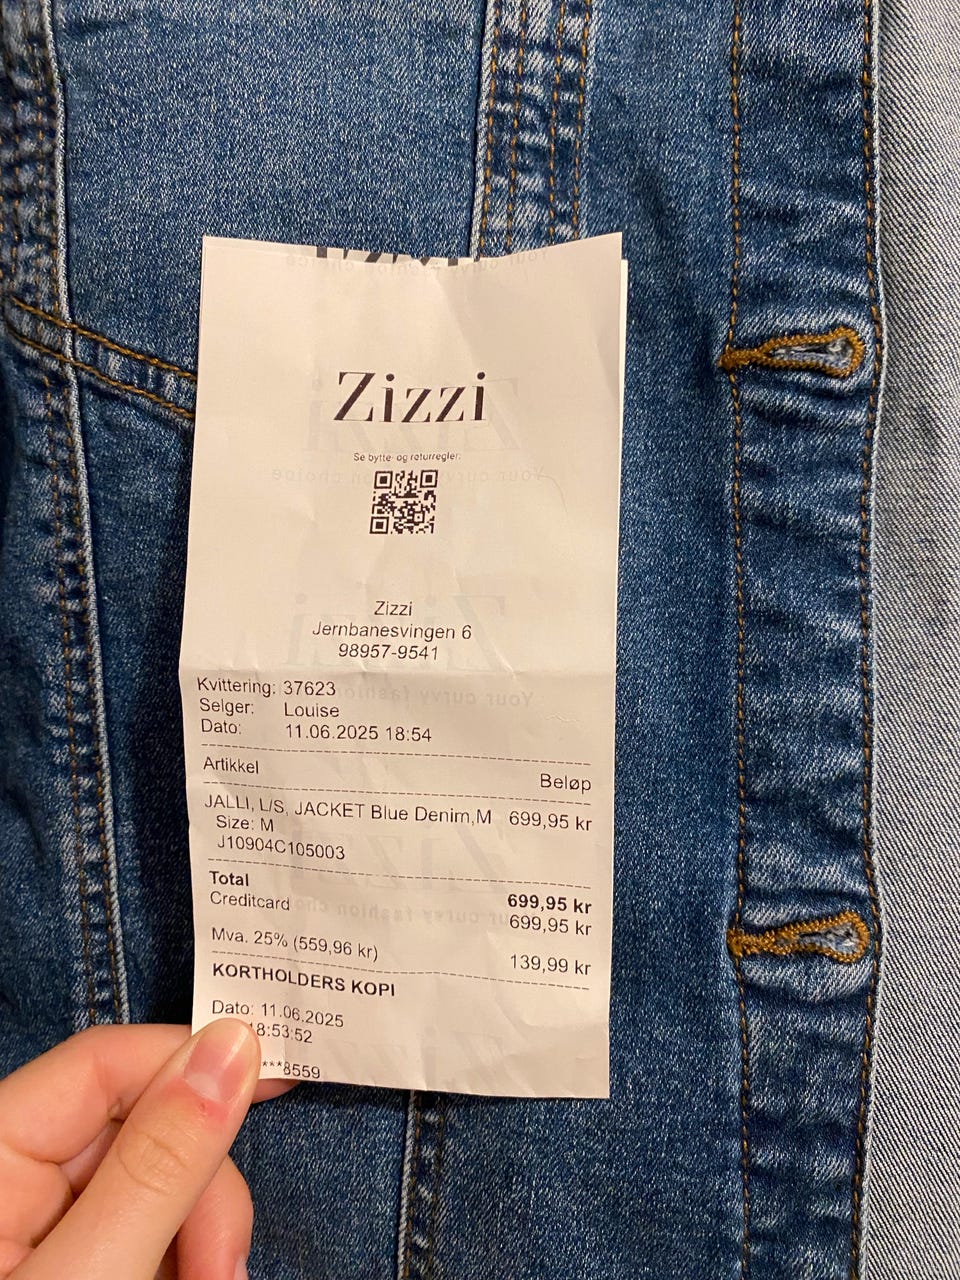 Zizzi
Se bytte- og returregler:
Zizzi
Jernbanesvingen 6
98957-9541
Kvittering: 37623
Selger: Louise
Dato: 11.06.2025 18:54
Artikkel Beløp
JALLI, L/S, JACKET Blue Denim,M 699,95 kr
Size: M
J10904C105003
Total 699,95 kr
Creditcard 699,95 kr
Mva. 25% (559,96 kr) 139,99 kr
KORTHOLDERS KOPI
Dato: 11.06.2025
18:53:52
***8559